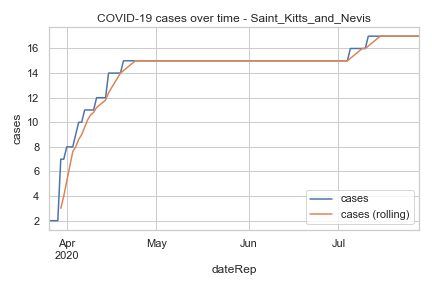 COVID-19 cases over time - Saint_Kitts_and_Nevis
16
14
12
10
8
6
4
2
cases
Apr
2020
May
Jun
Jul
dateRep
cases
cases (rolling)